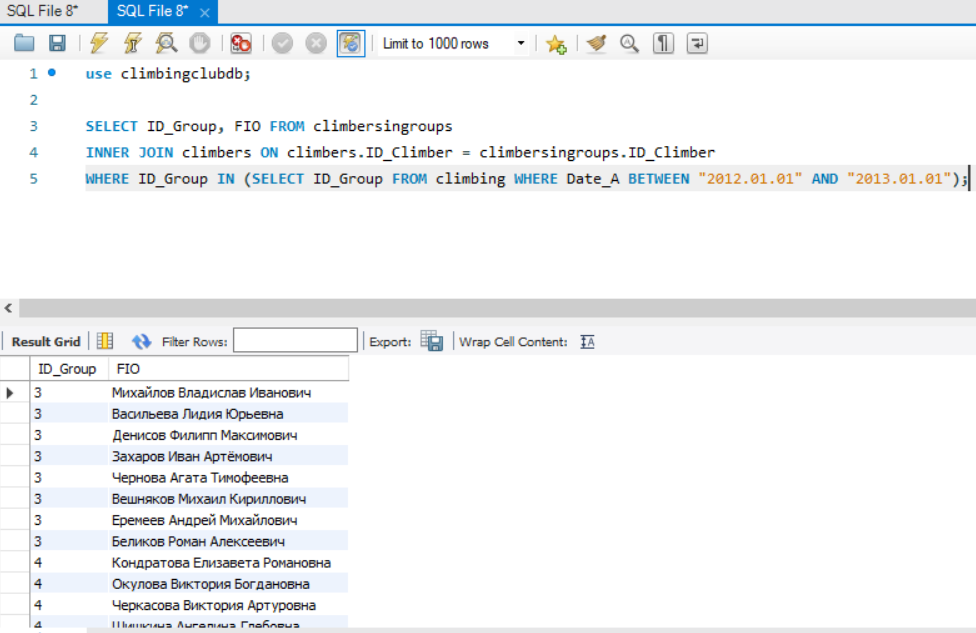 SQL File 8*
SQL File 8*
Limit to 1000 rows
1 use climbingclubdb;
2
3 SELECT ID_Group, FIO FROM climbersingroups
4 INNER JOIN climbers ON climbers.ID_Climber = climbersingroups.ID_Climber
5 WHERE ID_Group IN (SELECT ID_Group FROM climbing WHERE Date_A BETWEEN "2012.01.01" AND "2013.01.01");
Result Grid Filter Rows: Export: Wrap Cell Content:
ID_Group FIO
3 Михайлов Владислав Иванович
3 Васильева Лидия Юрьевна
3 Денисов Филипп Максимович
3 Захаров Иван Артёмович
3 Чернова Агата Тимофеевна
3 Вешняков Михаил Кириллович
3 Еремеев Андрей Михайлович
3 Беликов Роман Алексеевич
4 Кондратова Елизавета Романовна
4 Окулова Виктория Богдановна
4 Черкасова Виктория Артуровна
4 Шишкина Ангелина Глебовна